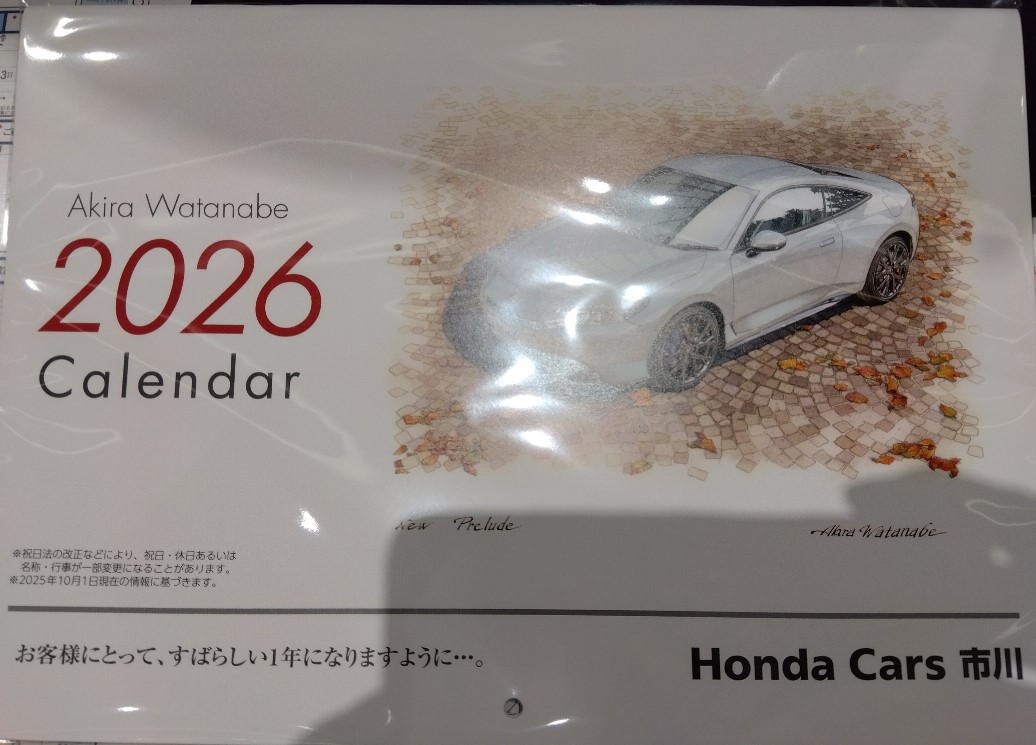 Akira Watanabe
2026
Calendar
New Prelude
Akira Watanabe
※祝日法の改正などにより、祝日・休日あるいは
名称・行事が一部変更になることがあります。
※2025年10月1日現在の情報に基づきます。
お客様にとって、すばらしい1年になりますように…。
Honda Cars 市川